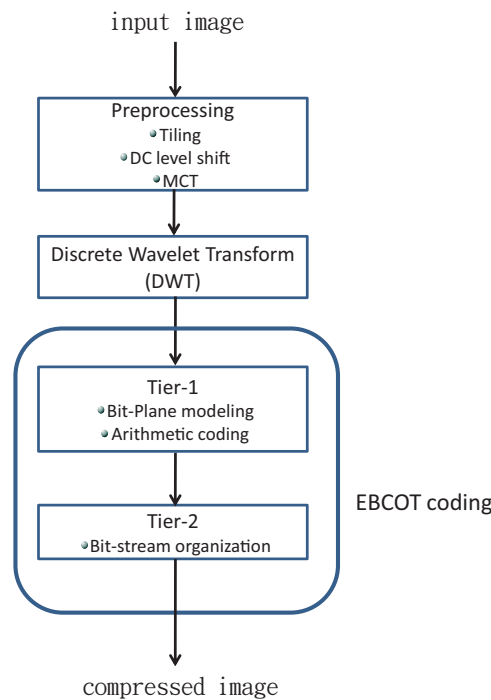 input image
Preprocessing
Tiling
DC level shift
MCT
Discrete Wavelet Transform
(DWT)
Tier-1
Bit-Plane modeling
Arithmetic coding
EBCOT coding
Tier-2
Bit-stream organization
compressed image